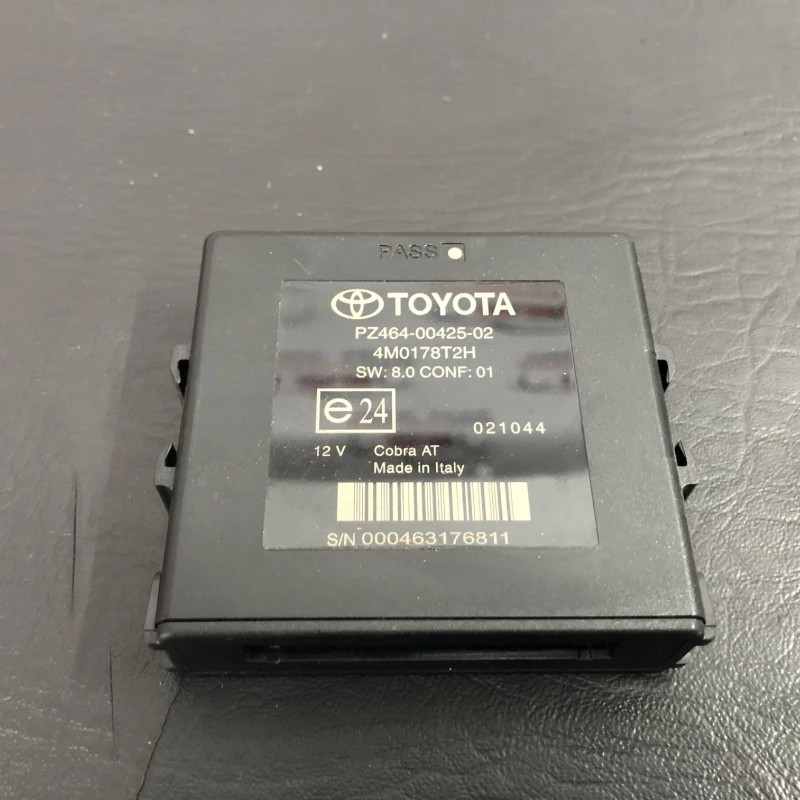 PASS
TOYOTA
PZ464-00425-02
4M0178T2H
SW: 8.0 CONF: 01
e24
021044
12 V Cobra AT
Made in Italy
S/N 000463176811